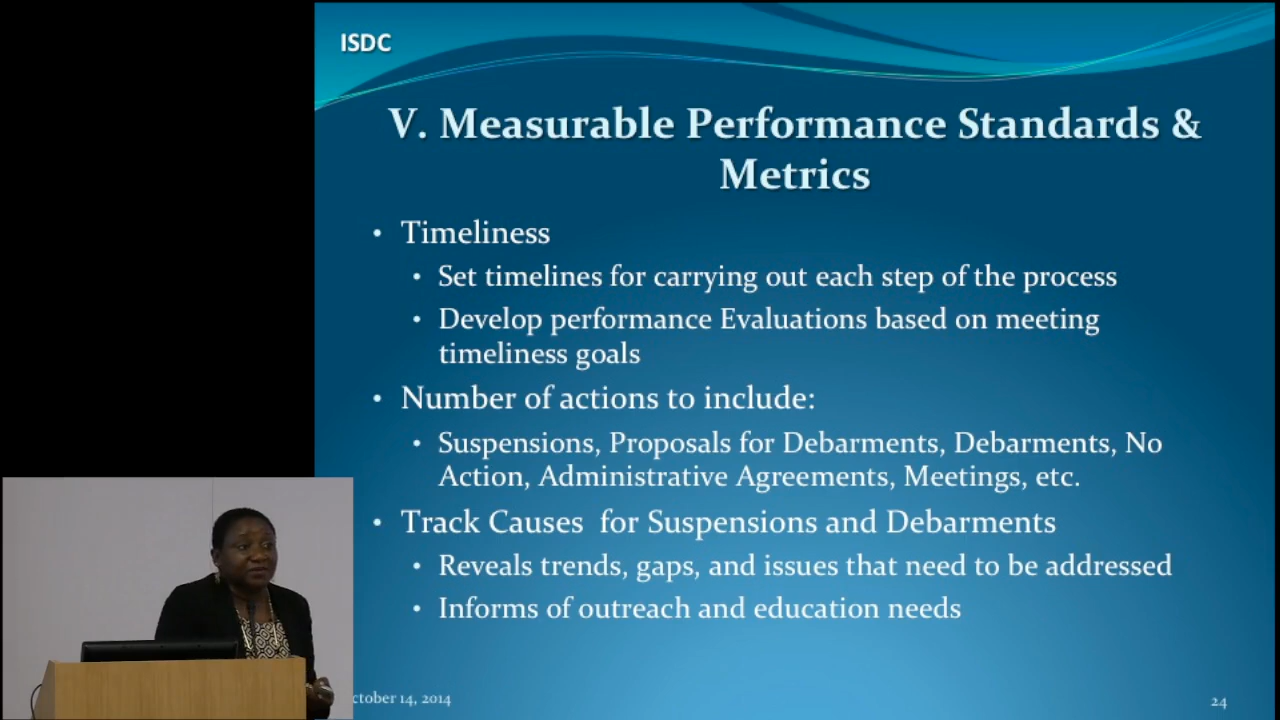 ISDC
V. Measurable Performance Standards &
Metrics
• Timeliness
• Set timelines for carrying out each step of the process
• Develop performance Evaluations based on meeting
timeliness goals
• Number of actions to include:
• Suspensions, Proposals for Debarments, Debarments, No
Action, Administrative Agreements, Meetings, etc.
• Track Causes  for Suspensions and Debarments
• Reveals trends, gaps, and issues that need to be addressed
• Informs of outreach and education needs
ctober 14, 2014
24